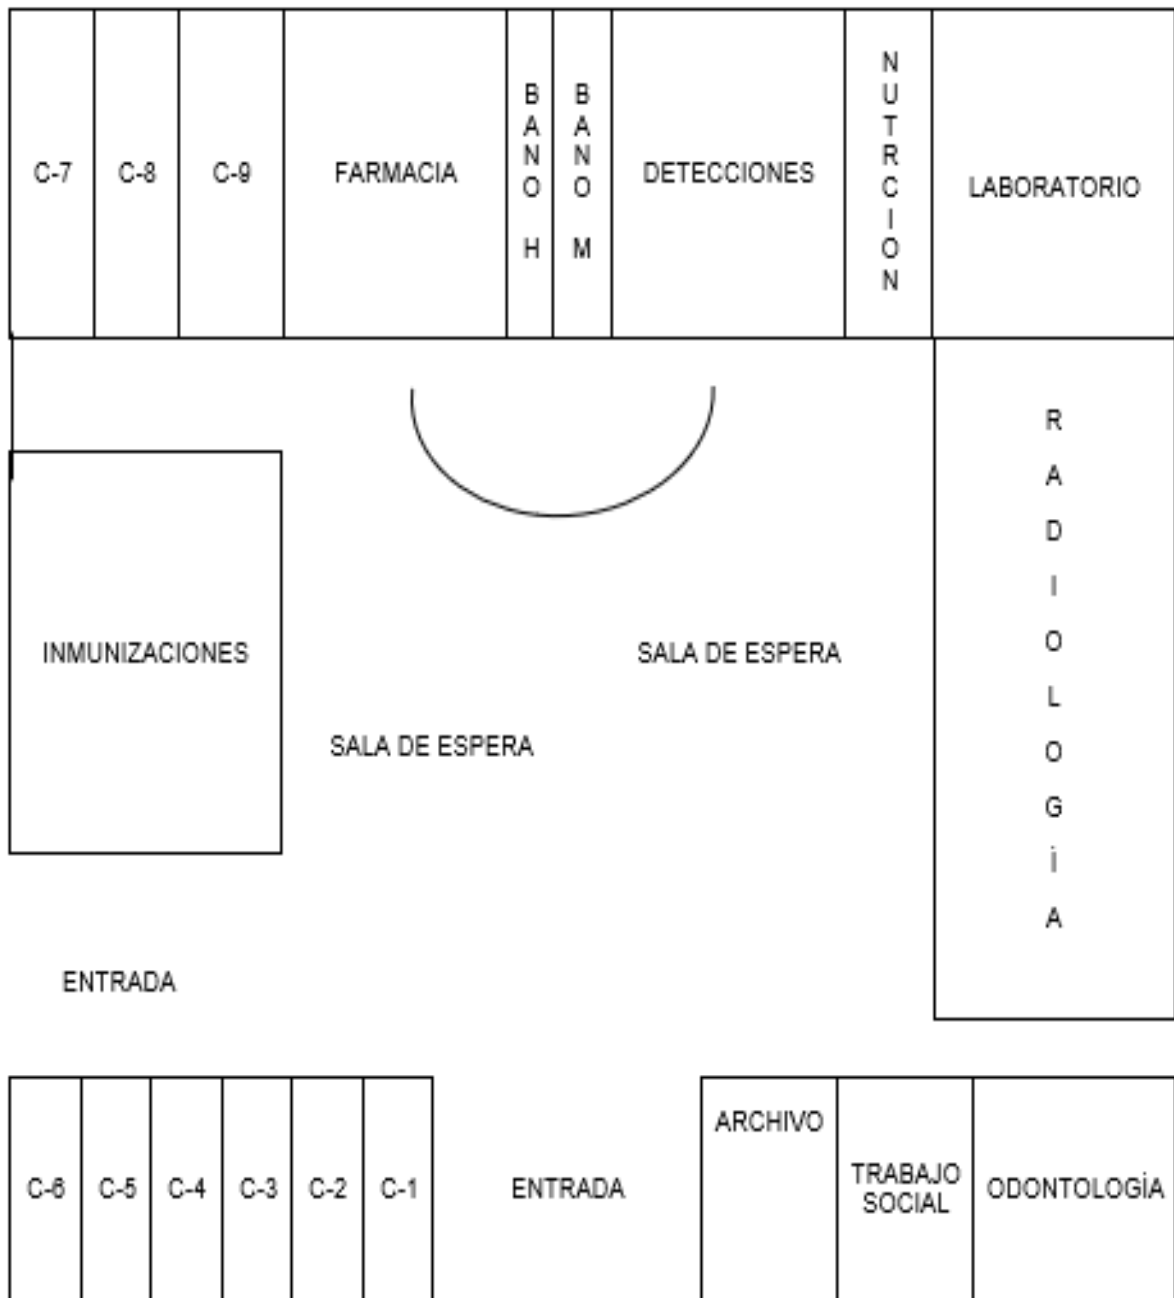 C-7
C-8
C-9
FARMACIA
BANO H
BANO M
DETECCIONES
NUTRCION
LABORATORIO
RADIOLOGÍA
INMUNIZACIONES
SALA DE ESPERA
SALA DE ESPERA
ENTRADA
C-6
C-5
C-4
C-3
C-2
C-1
ENTRADA
ARCHIVO
TRABAJO
SOCIAL
ODONTOLOGÍA